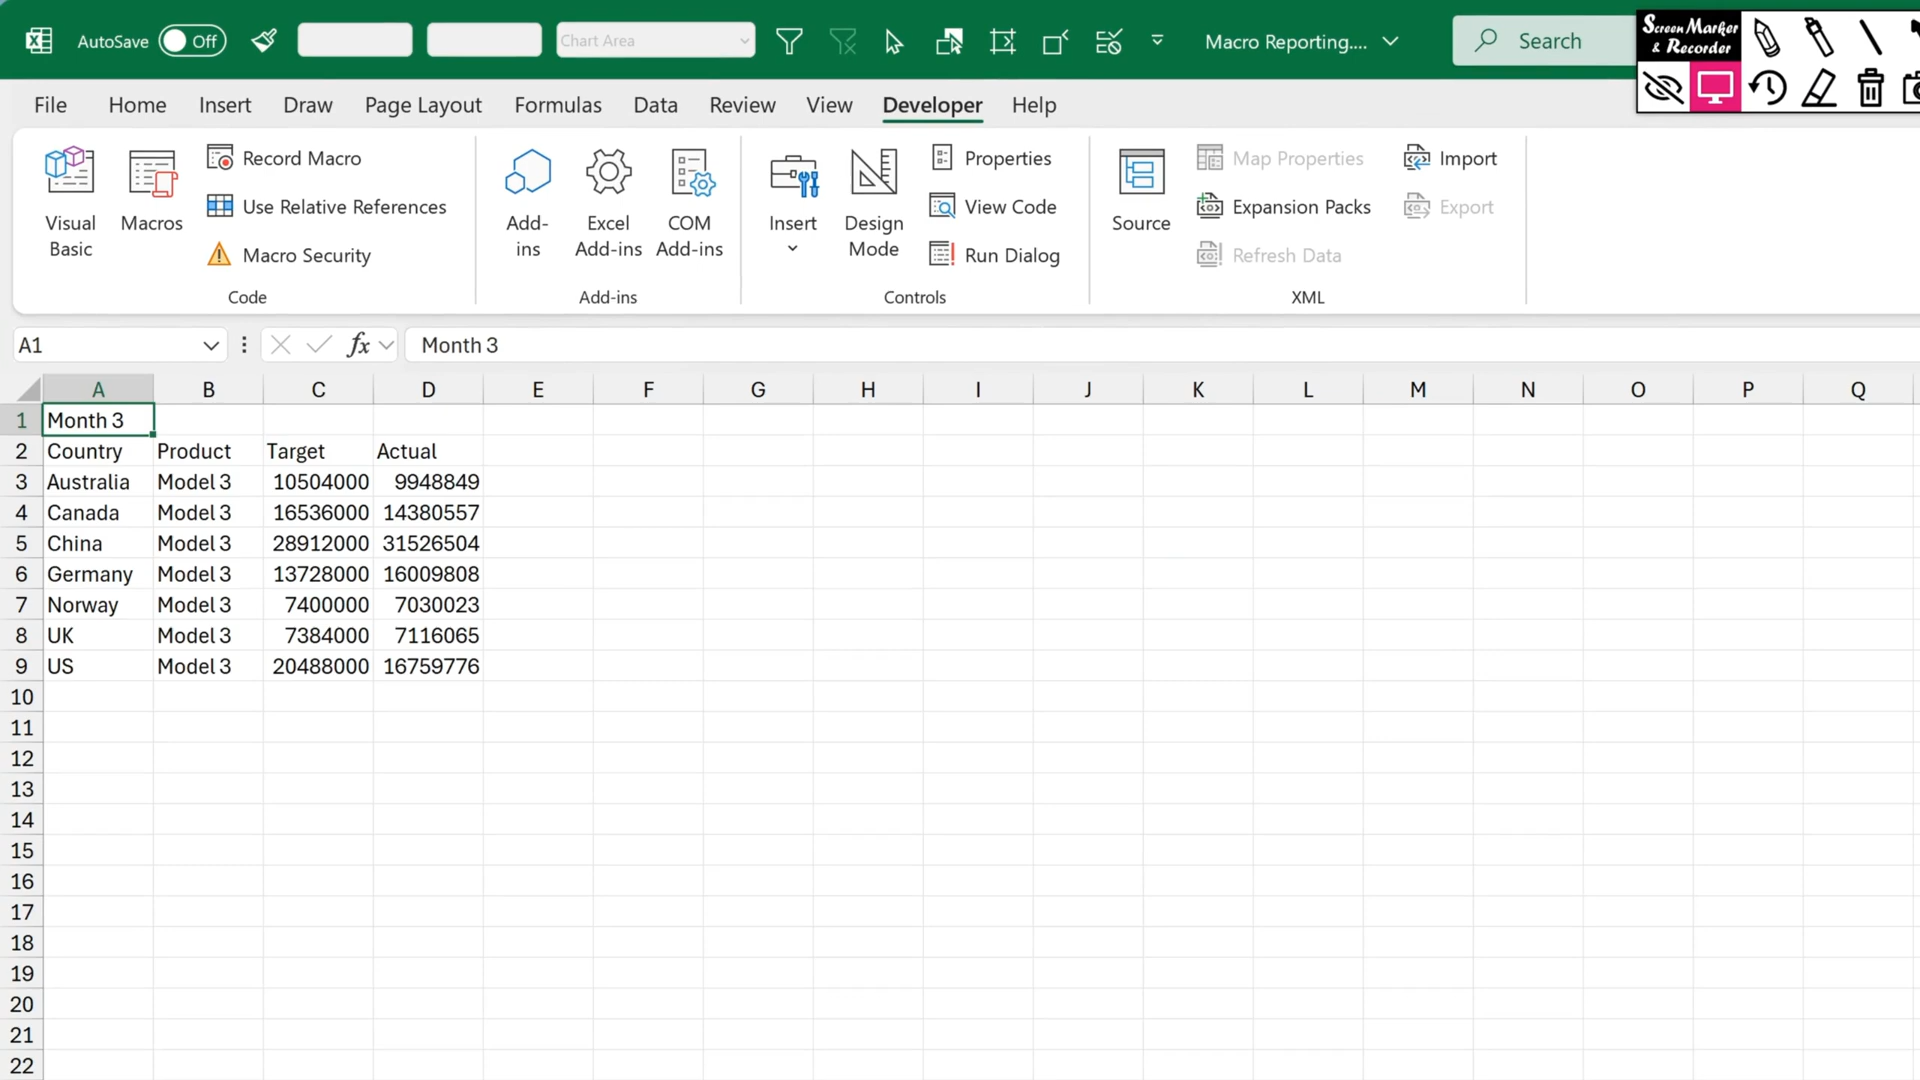 AutoSave Off Chart Area Macro Reporting.... Search Screen Marker
& Recorder
File Home Insert Draw Page Layout Formulas Data Review View Developer Help
Visual
Basic
Macros
Record Macro
Use Relative References
Macro Security
Code
Add-
ins
Excel
Add-ins
COM
Add-ins
Add-ins
Insert
Design
Mode
Properties
View Code
Run Dialog
Controls
Source
Map Properties
Expansion Packs
Refresh Data
Import
Export
XML
A1 fx Month 3
A B C D E F G H I J K L M N O P Q
1 Month 3
2 Country Product Target Actual
3 Australia Model 3 10504000 9948849
4 Canada Model 3 16536000 14380557
5 China Model 3 28912000 31526504
6 Germany Model 3 13728000 16009808
7 Norway Model 3 7400000 7030023
8 UK Model 3 7384000 7116065
9 US Model 3 20488000 16759776
10
11
12
13
14
15
16
17
18
19
20
21
22